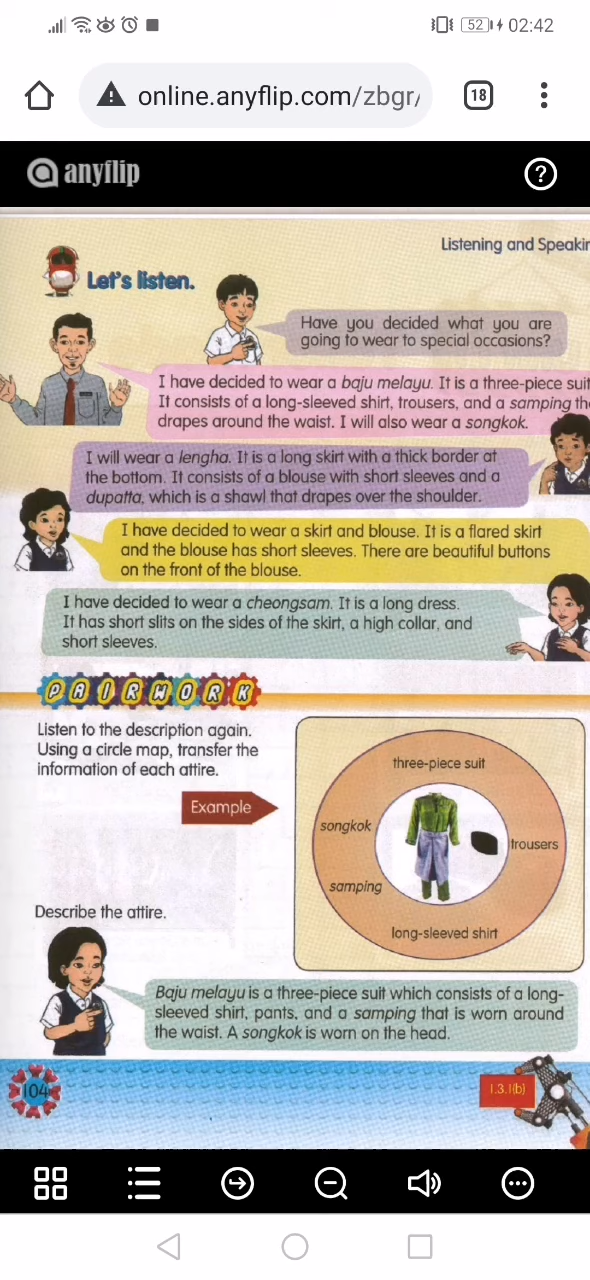 52 02:42
online.anyflip.com/zbgr/
18
anyflip
?
Listening and Speakin
Let's listen.
Have you decided what you are
going to wear to special occasions?
I have decided to wear a baju melayu. It is a three-piece suit
It consists of a long-sleeved shirt, trousers, and a samping th
drapes around the waist. I will also wear a songkok.
I will wear a lengha. It is a long skirt with a thick border at
the bottom. It consists of a blouse with short sleeves and a
dupatta, which is a shawl that drapes over the shoulder.
I have decided to wear a skirt and blouse. It is a flared skirt
and the blouse has short sleeves. There are beautiful buttons
on the front of the blouse.
I have decided to wear a cheongsam. It is a long dress.
It has short slits on the sides of the skirt, a high collar, and
short sleeves.
PAIRWORK
Listen to the description again.
Using a circle map, transfer the
information of each attire.
Example
three-piece suit
songkok
trousers
samping
long-sleeved shirt
Describe the attire.
Baju melayu is a three-piece suit which consists of a long-
sleeved shirt, pants, and a samping that is worn around
the waist. A songkok is worn on the head.
104
1.3.1(b)